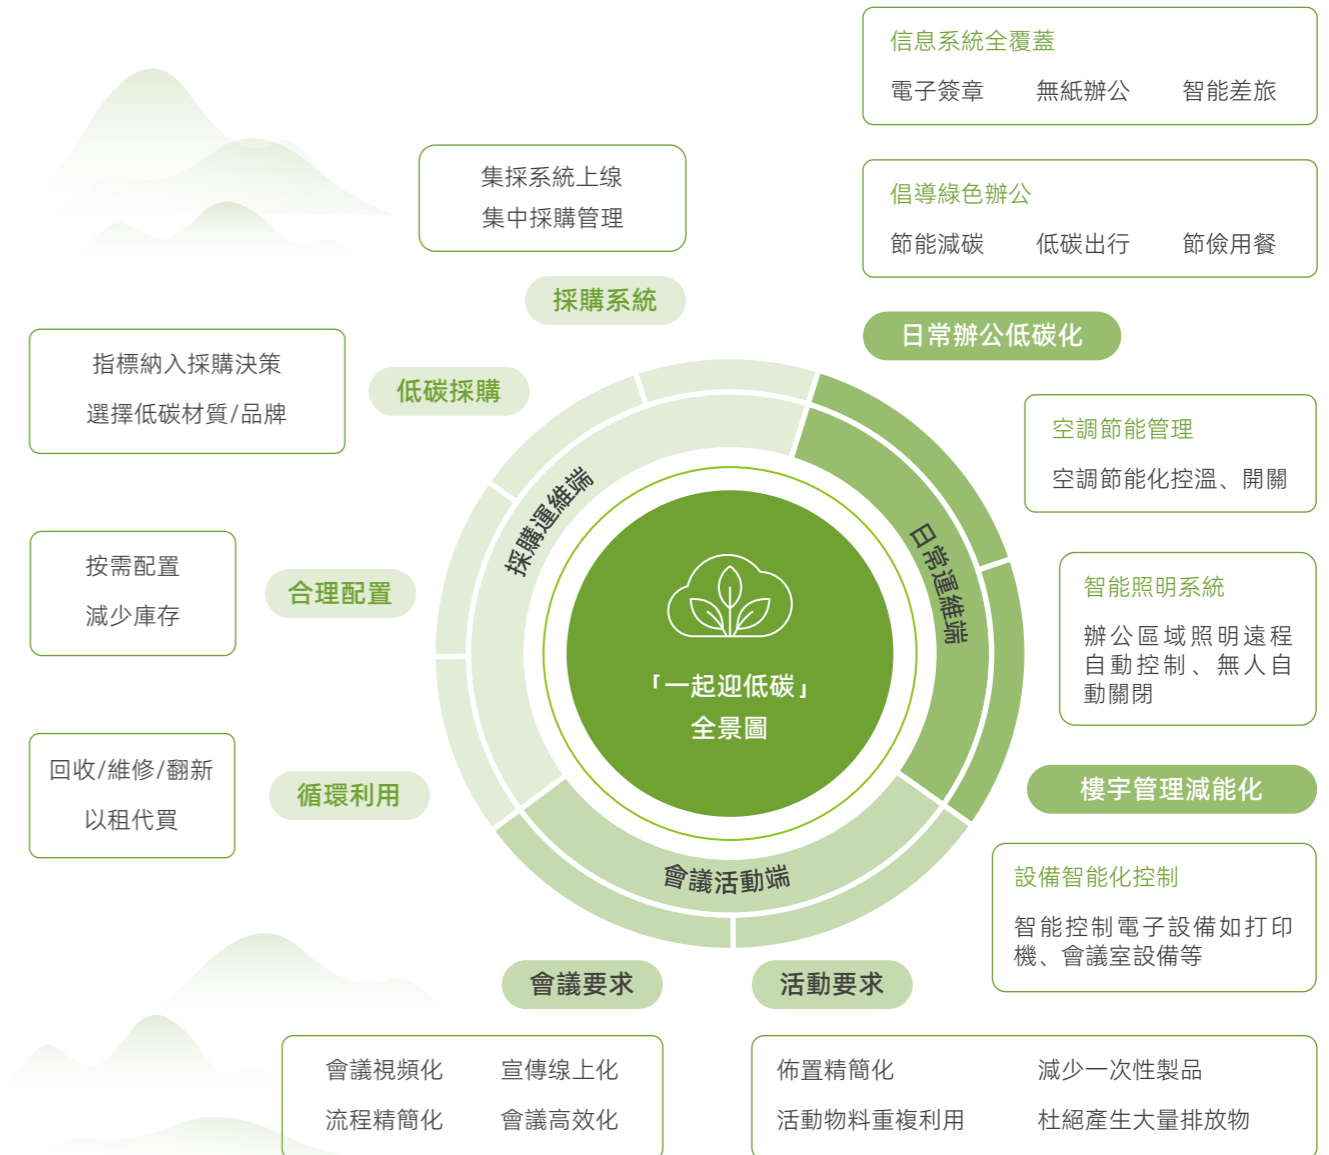 信息系統全覆蓋
電子簽章 無紙辦公 智能差旅
倡導綠色辦公
節能減碳 低碳出行 節儉用餐
日常辦公低碳化
集採系統上线
集中採購管理
採購系統
指標納入採購決策
選擇低碳材質/品牌
低碳採購
按需配置
減少庫存
合理配置
回收/維修/翻新
以租代買
循環利用
採購運維端
日常運維端
會議活動端
「一起迎低碳」
全景圖
空調節能管理
空調節能化控溫、開關
智能照明系統
辦公區域照明遠程
自動控制、無人自
動關閉
樓宇管理減能化
設備智能化控制
智能控制電子設備如打印
機、會議室設備等
會議要求
會議視頻化 宣傳线上化
流程精簡化 會議高效化
活動要求
佈置精簡化 減少一次性製品
活動物料重複利用 杜絕產生大量排放物